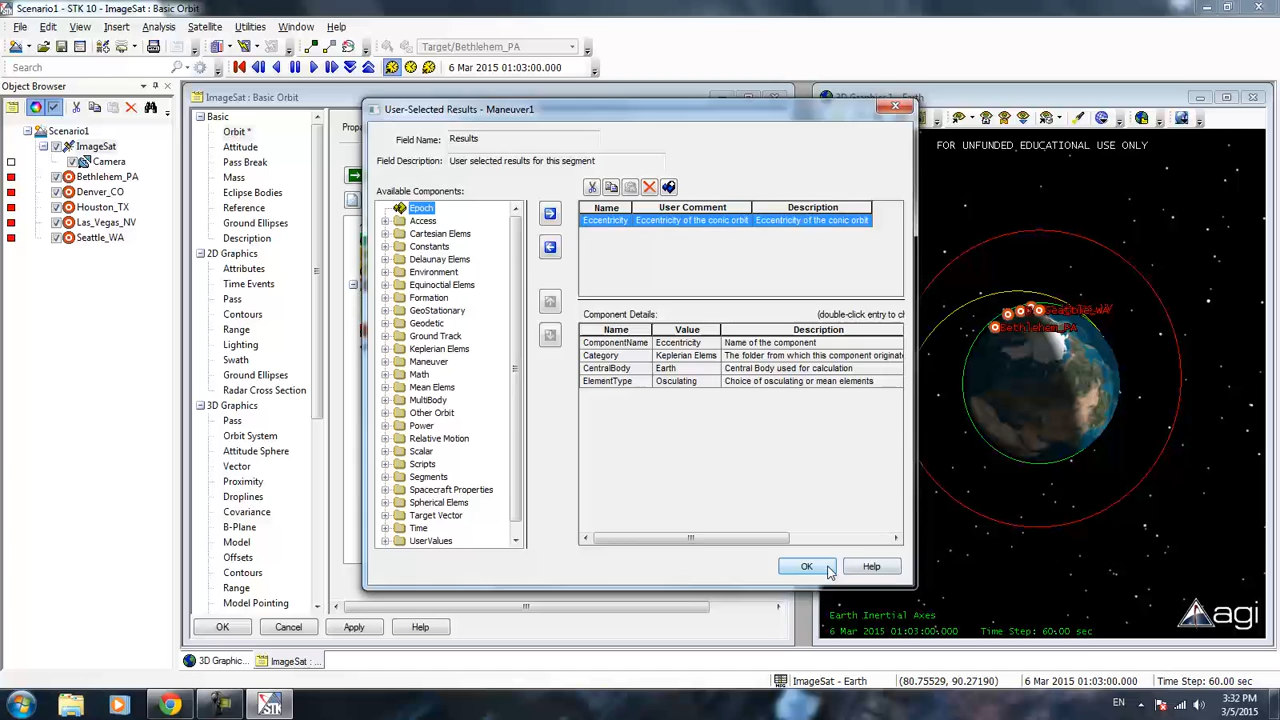 Scenario1 - STK 10 - ImageSat: Basic Orbit
File Edit View Insert Analysis Satellite Utilities Window Help
Target/Bethlehem_PA
Search
6 Mar 2015 01:03:00.000
Object Browser
Scenario1
ImageSat
Camera
Bethlehem_PA
Denver_CO
Houston_TX
Las_Vegas_NV
Seattle_WA
ImageSat : Basic Orbit
Basic
Orbit *
Attitude
Pass Break
Mass
Eclipse Bodies
Reference
Ground Ellipses
Description
2D Graphics
Attributes
Time Events
Pass
Contours
Range
Lighting
Swath
Ground Ellipses
Radar Cross Section
3D Graphics
Pass
Orbit System
Attitude Sphere
Vector
Proximity
Droplines
Covariance
B-Plane
Model
Offsets
Contours
Range
Model Pointing
OK Cancel Apply Help
User-Selected Results - Maneuver1
Field Name: Results
Field Description: User selected results for this segment
Available Components:
Epoch
Access
Cartesian Elems
Constants
Delaunay Elems
Environment
Equinoctial Elems
Formation
GeoStationary
Geodetic
Ground Track
Keplerian Elems
Maneuver
Math
Mean Elems
MultiBody
Other Orbit
Power
Relative Motion
Scalar
Scripts
Segments
Spacecraft Properties
Spherical Elems
Target Vector
Time
UserValues
Name User Comment Description
Eccentricity Eccentricity of the conic orbit Eccentricity of the conic orbit
Component Details: (double-click entry to ch
Name Value Description
ComponentName Eccentricity Name of the component
Category Keplerian Elems The folder from which this component originate
CentralBody Earth Central Body used for calculation
ElementType Osculating Choice of osculating or mean elements
OK Help
FOR UNFUNDED EDUCATIONAL USE ONLY
Seattle_WA
Bethlehem_PA
Earth Inertial Axes
6 Mar 2015 01:03:00.000 Time Step: 60.00 sec
agi
3D Graphic... ImageSat : ...
ImageSat - Earth (80.75529, 90.27190) 6 Mar 2015 01:03:00.000 Time Step: 60.00 sec
STK
EN
3:32 PM
3/5/2015